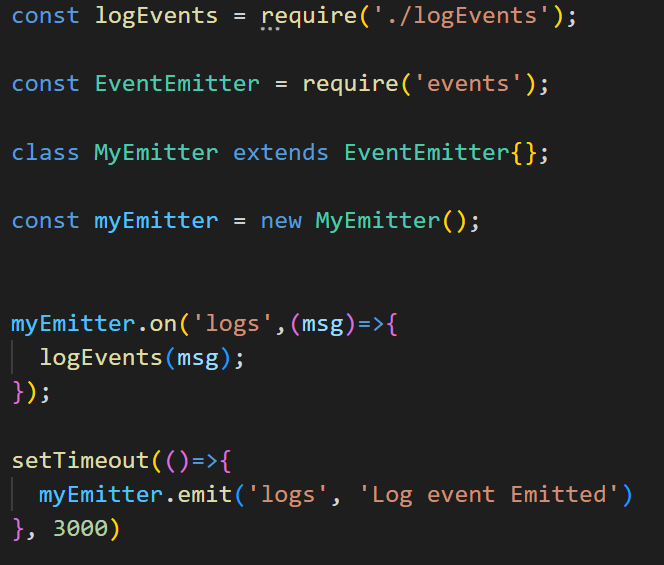 const logEvents = require('./logEvents');
const EventEmitter = require('events');
class MyEmitter extends EventEmitter{};
const myEmitter = new MyEmitter();
myEmitter.on('logs',(msg)=>{
  logEvents(msg);
});
setTimeout(()=>{
  myEmitter.emit('logs', 'Log event Emitted')
}, 3000)